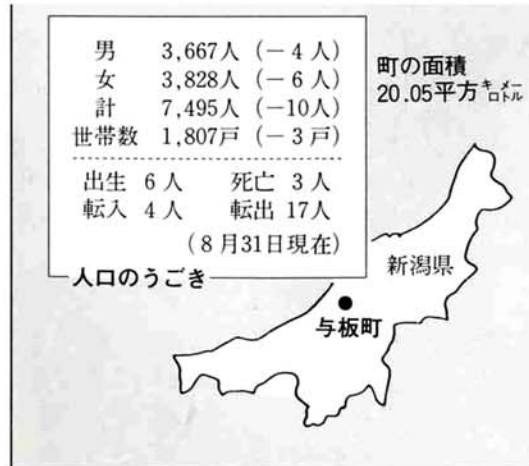 男 3,667人 (－4人)
女 3,828人 (－6人)
計 7,495人 (－10人)
世帯数 1,807戸 (－3戸)
出生 6人 死亡 3人
転入 4人 転出 17人
(8月31日現在)
人口のうごき
町の面積
20.05平方キロメートル
新潟県
与板町